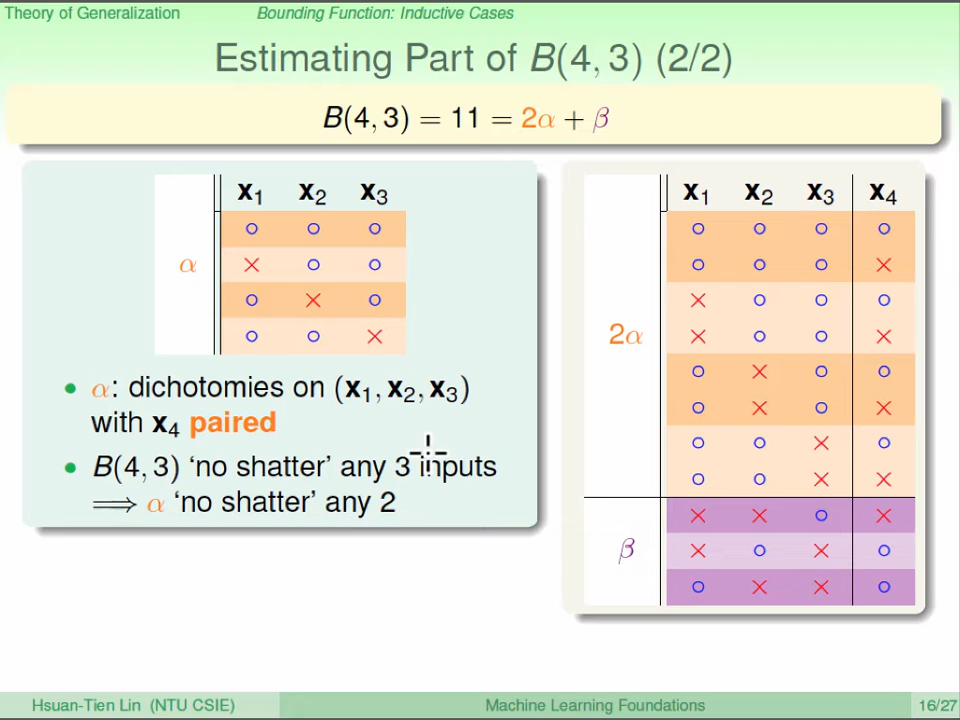 Theory of Generalization Bounding Function: Inductive Cases
Estimating Part of B(4, 3) (2/2)
B(4, 3) = 11 = 2α + β
x₁ x₂ x₃
○ ○ ○
α × ○ ○
○ × ○
○ ○ ×
• α: dichotomies on (x₁, x₂, x₃)
with x₄ paired
• B(4, 3) ‘no shatter’ any 3 inputs
⟹ α ‘no shatter’ any 2
x₁ x₂ x₃ x₄
○ ○ ○ ○
○ ○ ○ ×
× ○ ○ ○
2α × ○ ○ ×
○ × ○ ○
○ × ○ ×
○ ○ × ○
○ ○ × ×
× × ○ ×
β × ○ × ○
○ × × ○
Hsuan-Tien Lin (NTU CSIE) Machine Learning Foundations 16/27